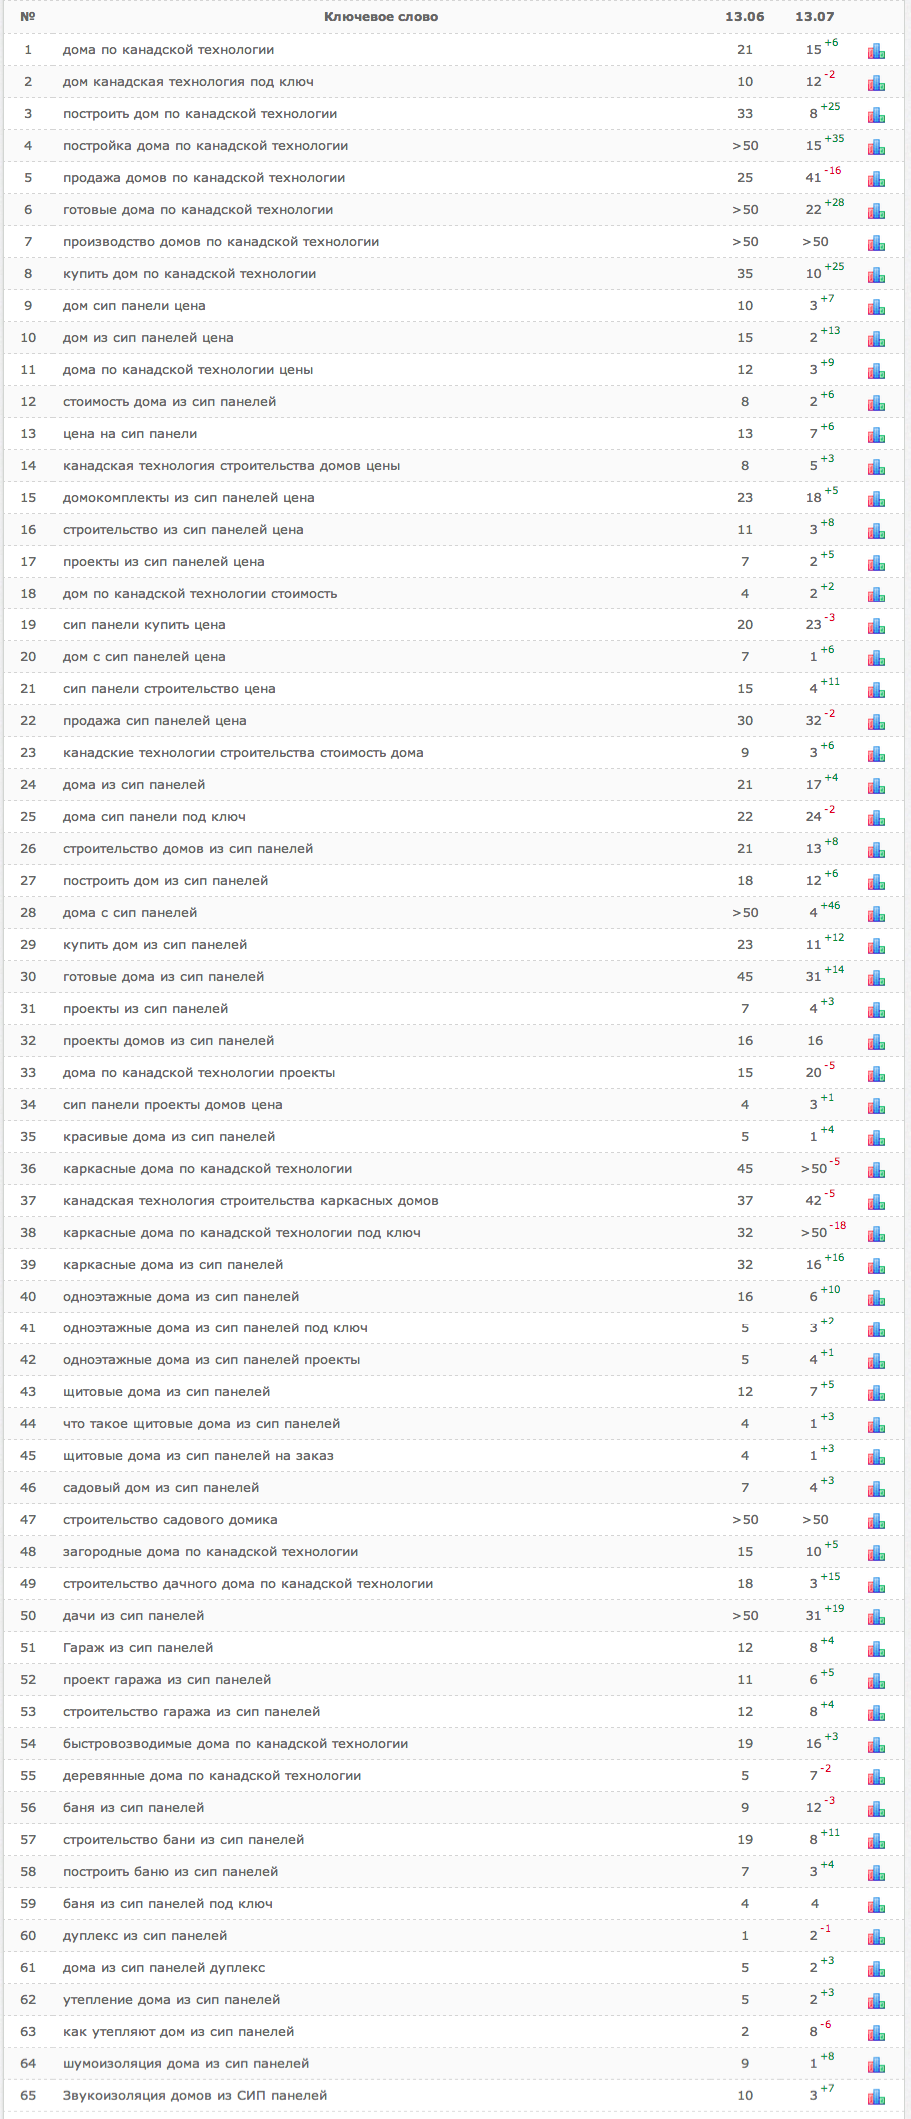 № Ключевое слово 13.06 13.07
1 дома по канадской технологии 21 15 +6
2 дом канадская технология под ключ 10 12 -2
3 построить дом по канадской технологии 33 8 +25
4 постройка дома по канадской технологии >50 15 +35
5 продажа домов по канадской технологии 25 41 -16
6 готовые дома по канадской технологии >50 22 +28
7 производство домов по канадской технологии >50 >50
8 купить дом по канадской технологии 35 10 +25
9 дом сип панели цена 10 3 +7
10 дом из сип панелей цена 15 2 +13
11 дома по канадской технологии цены 12 3 +9
12 стоимость дома из сип панелей 8 2 +6
13 цена на сип панели 13 7 +6
14 канадская технология строительства домов цены 8 5 +3
15 домокомплекты из сип панелей цена 23 18 +5
16 строительство из сип панелей цена 11 3 +8
17 проекты из сип панелей цена 7 2 +5
18 дом по канадской технологии стоимость 4 2 +2
19 сип панели купить цена 20 23 -3
20 дом с сип панелей цена 7 1 +6
21 сип панели строительство цена 15 4 +11
22 продажа сип панелей цена 30 32 -2
23 канадские технологии строительства стоимость дома 9 3 +6
24 дома из сип панелей 21 17 +4
25 дома сип панели под ключ 22 24 -2
26 строительство домов из сип панелей 21 13 +8
27 построить дом из сип панелей 18 12 +6
28 дома с сип панелей >50 4 +46
29 купить дом из сип панелей 23 11 +12
30 готовые дома из сип панелей 45 31 +14
31 проекты из сип панелей 7 4 +3
32 проекты домов из сип панелей 16 16
33 дома по канадской технологии проекты 15 20 -5
34 сип панели проекты домов цена 4 3 +1
35 красивые дома из сип панелей 5 1 +4
36 каркасные дома по канадской технологии 45 >50 -5
37 канадская технология строительства каркасных домов 37 42 -5
38 каркасные дома по канадской технологии под ключ 32 >50 -18
39 каркасные дома из сип панелей 32 16 +16
40 одноэтажные дома из сип панелей 16 6 +10
41 одноэтажные дома из сип панелей под ключ 5 3 +2
42 одноэтажные дома из сип панелей проекты 5 4 +1
43 щитовые дома из сип панелей 12 7 +5
44 что такое щитовые дома из сип панелей 4 1 +3
45 щитовые дома из сип панелей на заказ 4 1 +3
46 садовый дом из сип панелей 7 4 +3
47 строительство садового домика >50 >50
48 загородные дома по канадской технологии 15 10 +5
49 строительство дачного дома по канадской технологии 18 3 +15
50 дачи из сип панелей >50 31 +19
51 Гараж из сип панелей 12 8 +4
52 проект гаража из сип панелей 11 6 +5
53 строительство гаража из сип панелей 12 8 +4
54 быстровозводимые дома по канадской технологии 19 16 +3
55 деревянные дома по канадской технологии 5 7 -2
56 баня из сип панелей 9 12 -3
57 строительство бани из сип панелей 19 8 +11
58 построить баню из сип панелей 7 3 +4
59 баня из сип панелей под ключ 4 4
60 дуплекс из сип панелей 1 2 -1
61 дома из сип панелей дуплекс 5 2 +3
62 утепление дома из сип панелей 5 2 +3
63 как утепляют дом из сип панелей 2 8 -6
64 шумоизоляция дома из сип панелей 9 1 +8
65 Звукоизоляция домов из СИП панелей 10 3 +7